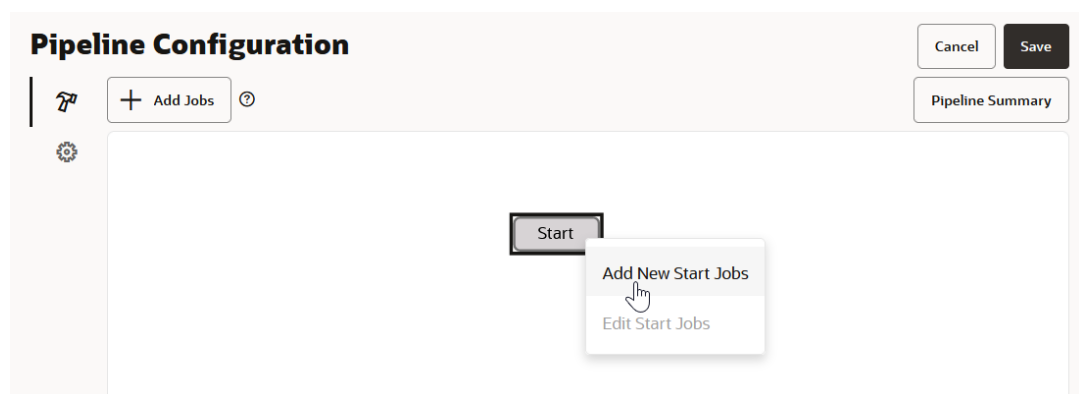 Pipeline Configuration
Cancel
Save
Add Jobs
Pipeline Summary
Start
Add New Start Jobs
Edit Start Jobs